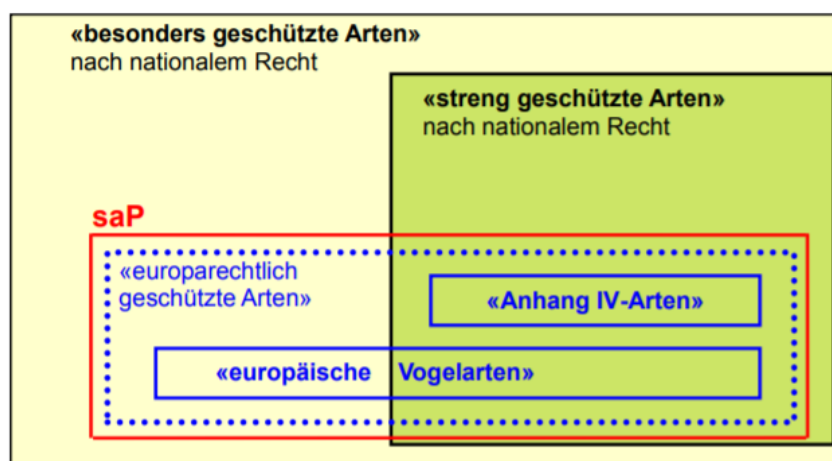 «besonders geschützte Arten»
nach nationalem Recht
«streng geschützte Arten»
nach nationalem Recht
saP
«europarechtlich
geschützte Arten»
«Anhang IV-Arten»
«europäische Vogelarten»